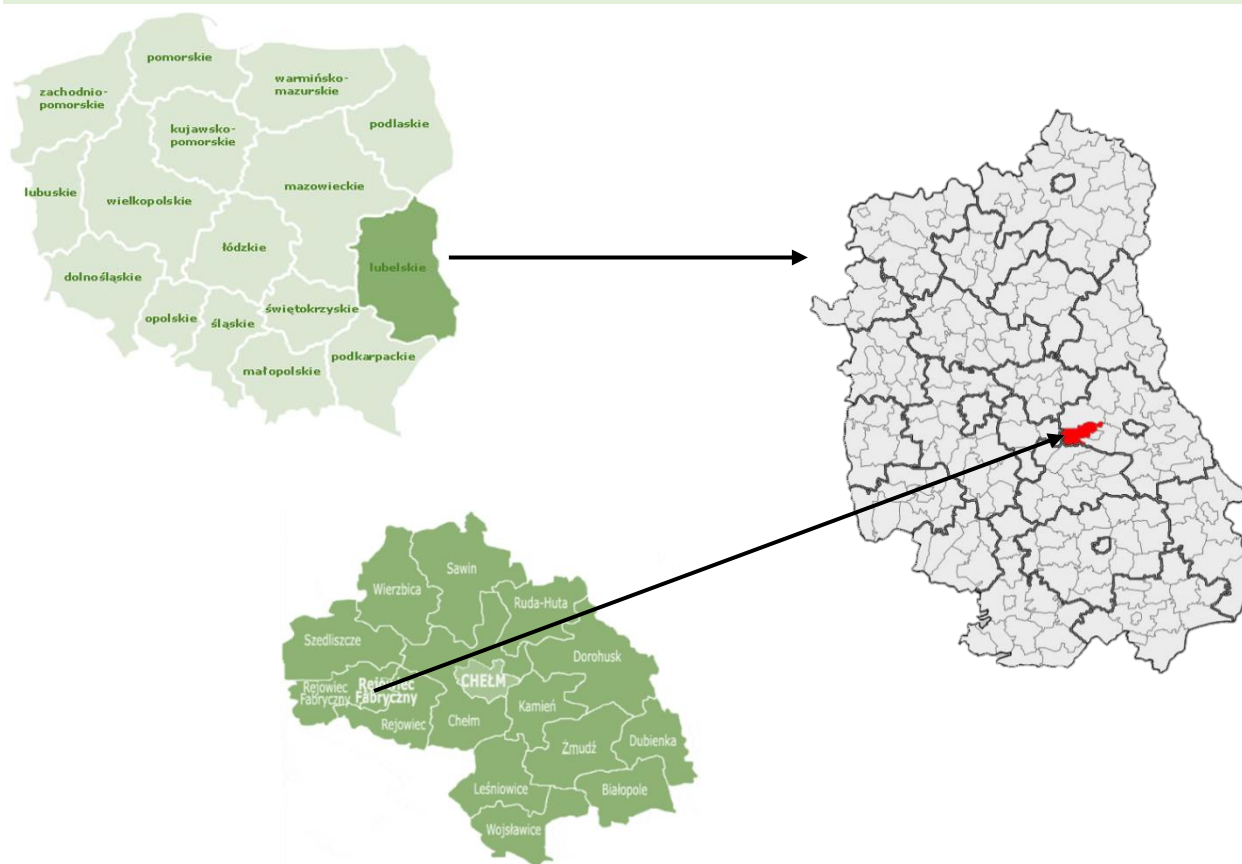 pomorskie
warmińsko-
mazurskie
zachodnio-
pomorskie
kujawsko-
pomorskie
podlaskie
lubuskie
wielkopolskie
mazowieckie
łódzkie
lubelskie
dolnośląskie
opolskie
śląskie
świętokrzyskie
małopolskie
podkarpackie
Sawin
Wierzbica
Ruda-Huta
Szedliszcze
Dorohusk
Rejowiec
Fabryczny
Rejowiec
Fabryczny
CHEŁM
Kamień
Rejowiec
Chełm
Żmudź
Dubienka
Leśniowice
Białopole
Wojsławice